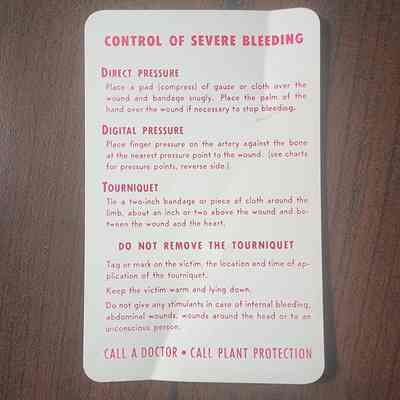 CONTROL OF SEVERE BLEEDING
DIRECT PRESSURE
Place a pad (compress) of gauze or cloth over the
wound and bandage snugly. Place the palm of the
hand over the wound if necessary to stop bleeding.
DIGITAL PRESSURE
Place finger pressure on the artery against the bone
at the nearest pressure point to the wound. (see charts
for pressure points, reverse side.)
TOURNIQUET
Tie a two-inch bandage or piece of cloth around the
limb, about an inch or two above the wound and be-
tween the wound and the heart.
DO NOT REMOVE THE TOURNIQUET
Tag or mark on the victim, the location and time of ap-
plication of the tourniquet.
Keep the victim warm and lying down.
Do not give any stimulants in case of internal bleeding,
abdominal wounds, wounds around the head or to an
unconscious person.
CALL A DOCTOR • CALL PLANT PROTECTION